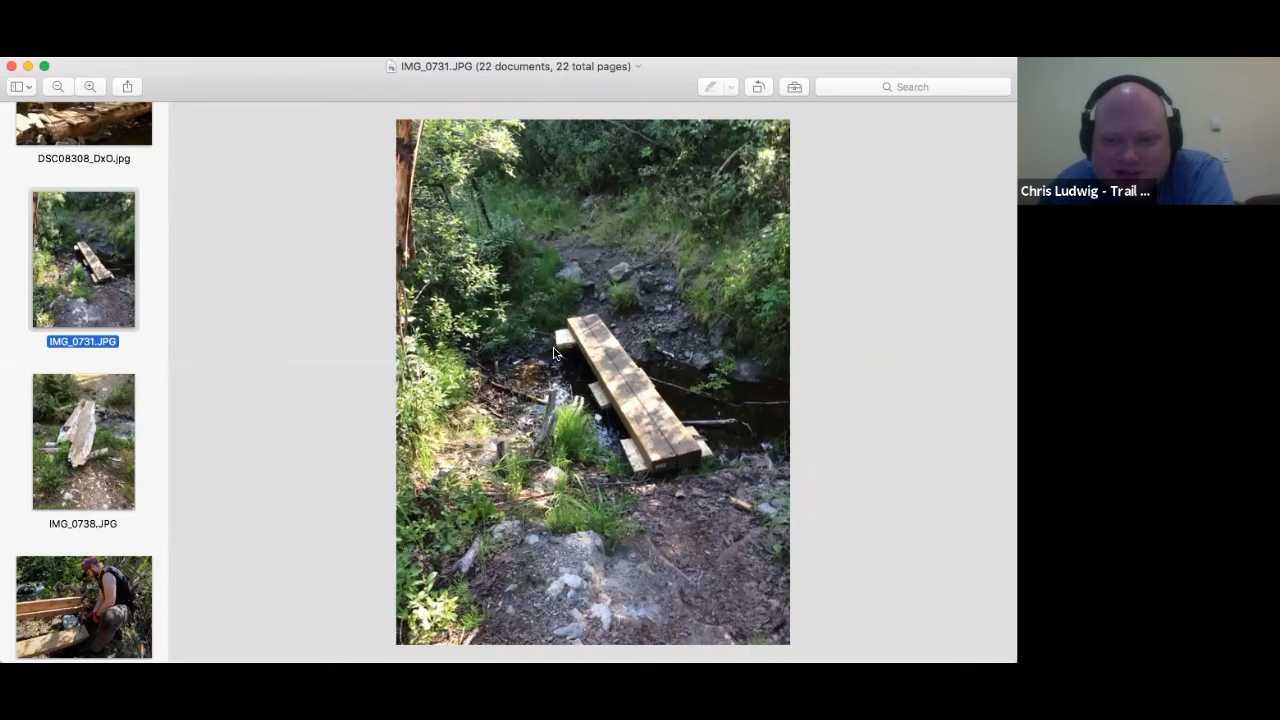 IMG_0731.JPG (22 documents, 22 total pages)
Search
DSC08308_DxO.jpg
IMG_0731.JPG
IMG_0738.JPG
Chris Ludwig - Trail ...